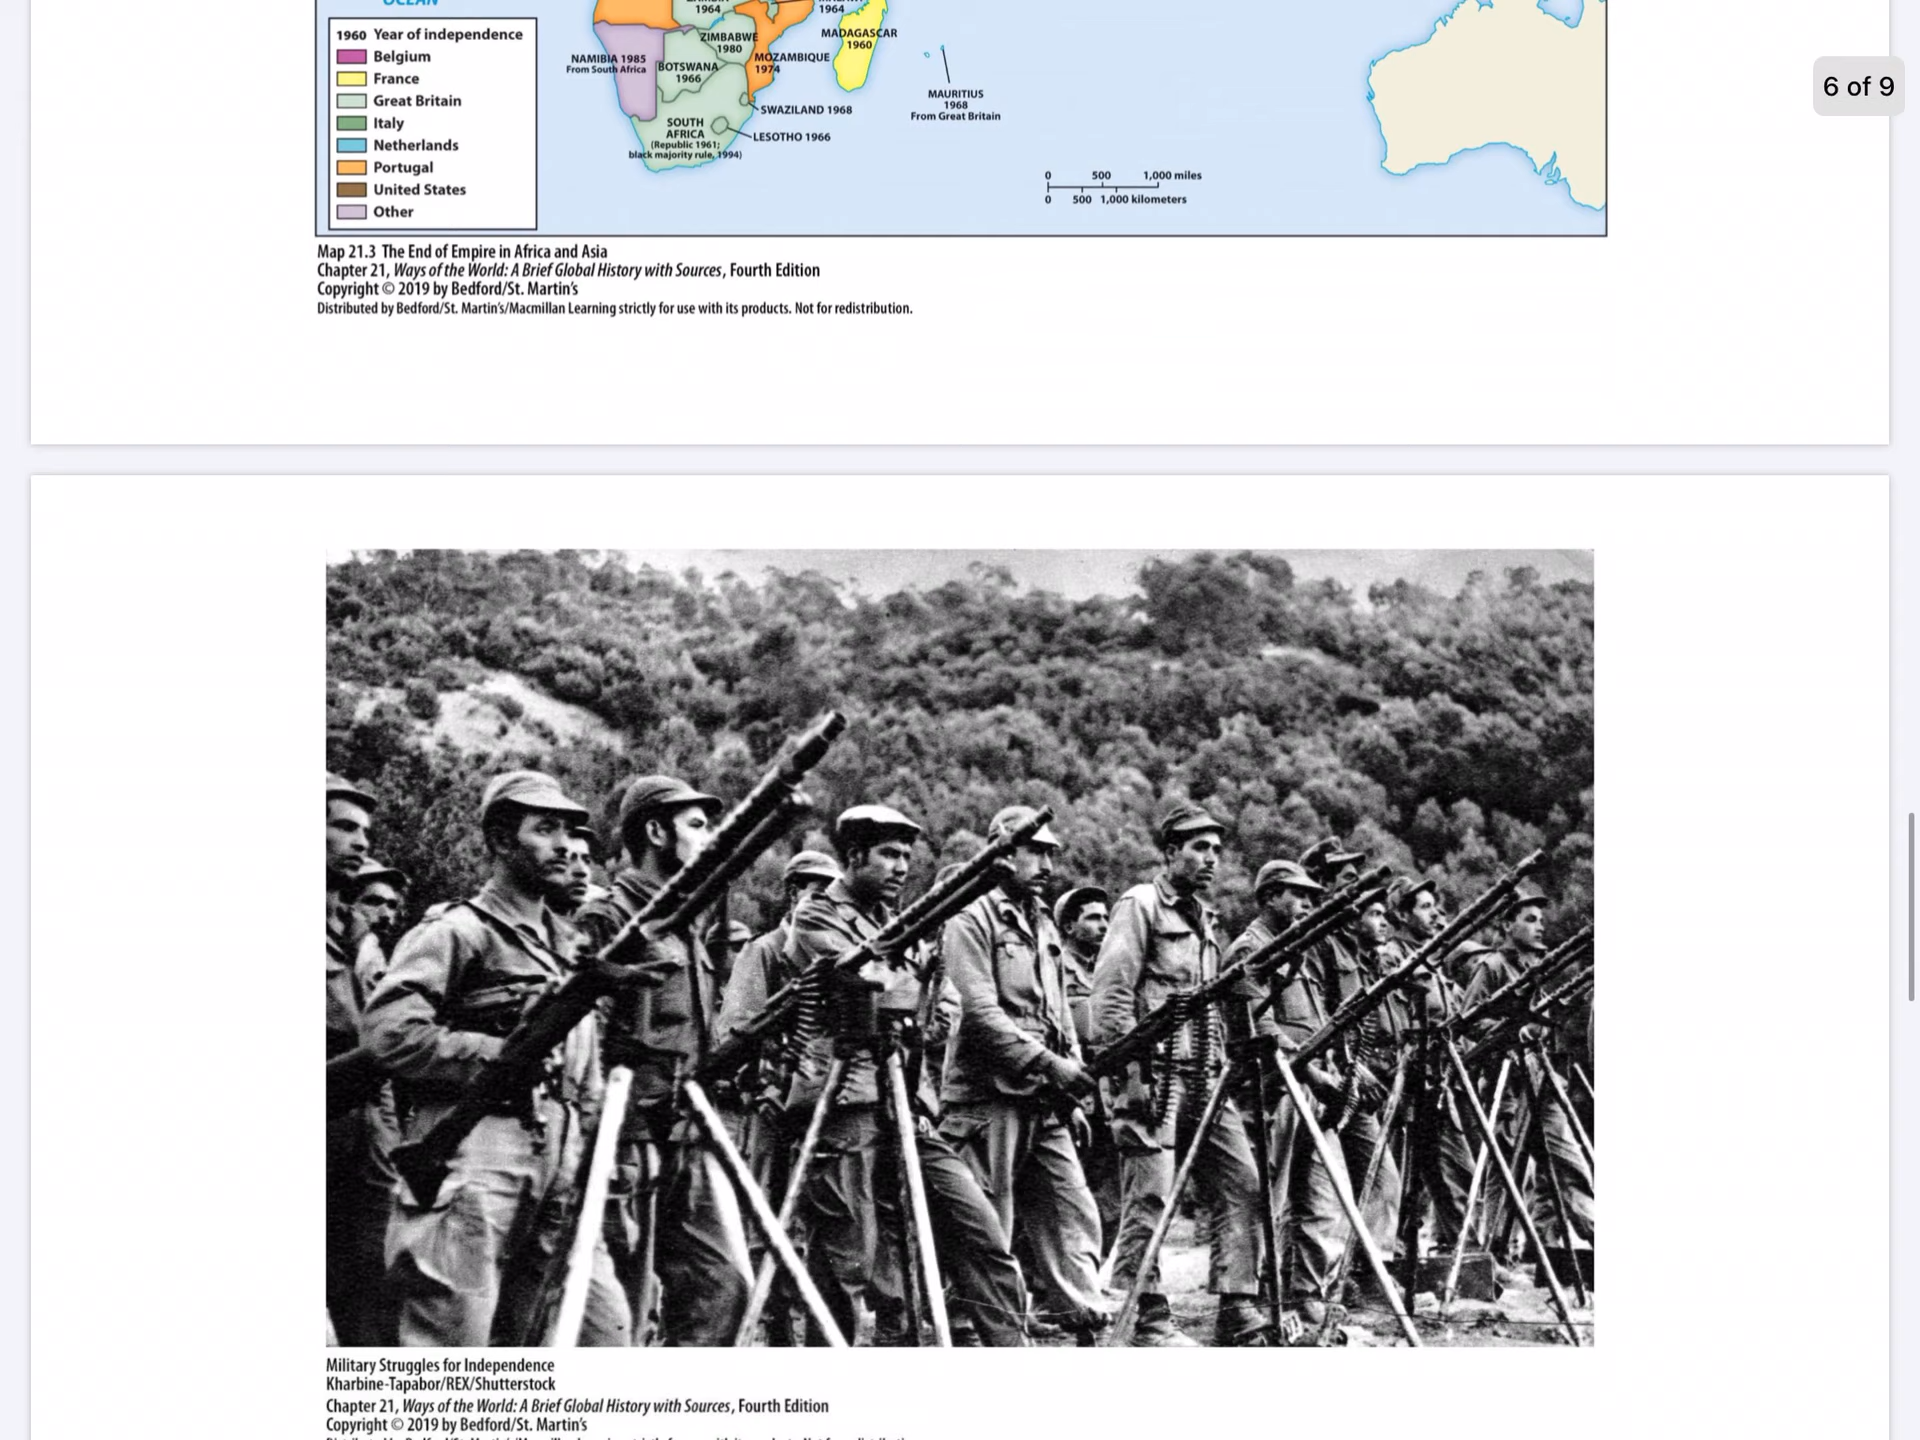 OCEAN
1964
1964
1960 Year of independence
Belgium
France
Great Britain
Italy
Netherlands
Portugal
United States
Other
NAMIBIA 1985
From South Africa
ZIMBABWE
1980
BOTSWANA
1966
MOZAMBIQUE
1974
MADAGASCAR
1960
MAURITIUS
1968
From Great Britain
SWAZILAND 1968
SOUTH
AFRICA
(Republic 1961;
black majority rule, 1994)
LESOTHO 1966
0 500 1,000 miles
0 500 1,000 kilometers
6 of 9
Map 21.3 The End of Empire in Africa and Asia
Chapter 21, Ways of the World: A Brief Global History with Sources, Fourth Edition
Copyright © 2019 by Bedford/St. Martin's
Distributed by Bedford/St. Martin's/Macmillan Learning strictly for use with its products. Not for redistribution.
Military Struggles for Independence
Kharbine-Tapabor/REX/Shutterstock
Chapter 21, Ways of the World: A Brief Global History with Sources, Fourth Edition
Copyright © 2019 by Bedford/St. Martin's